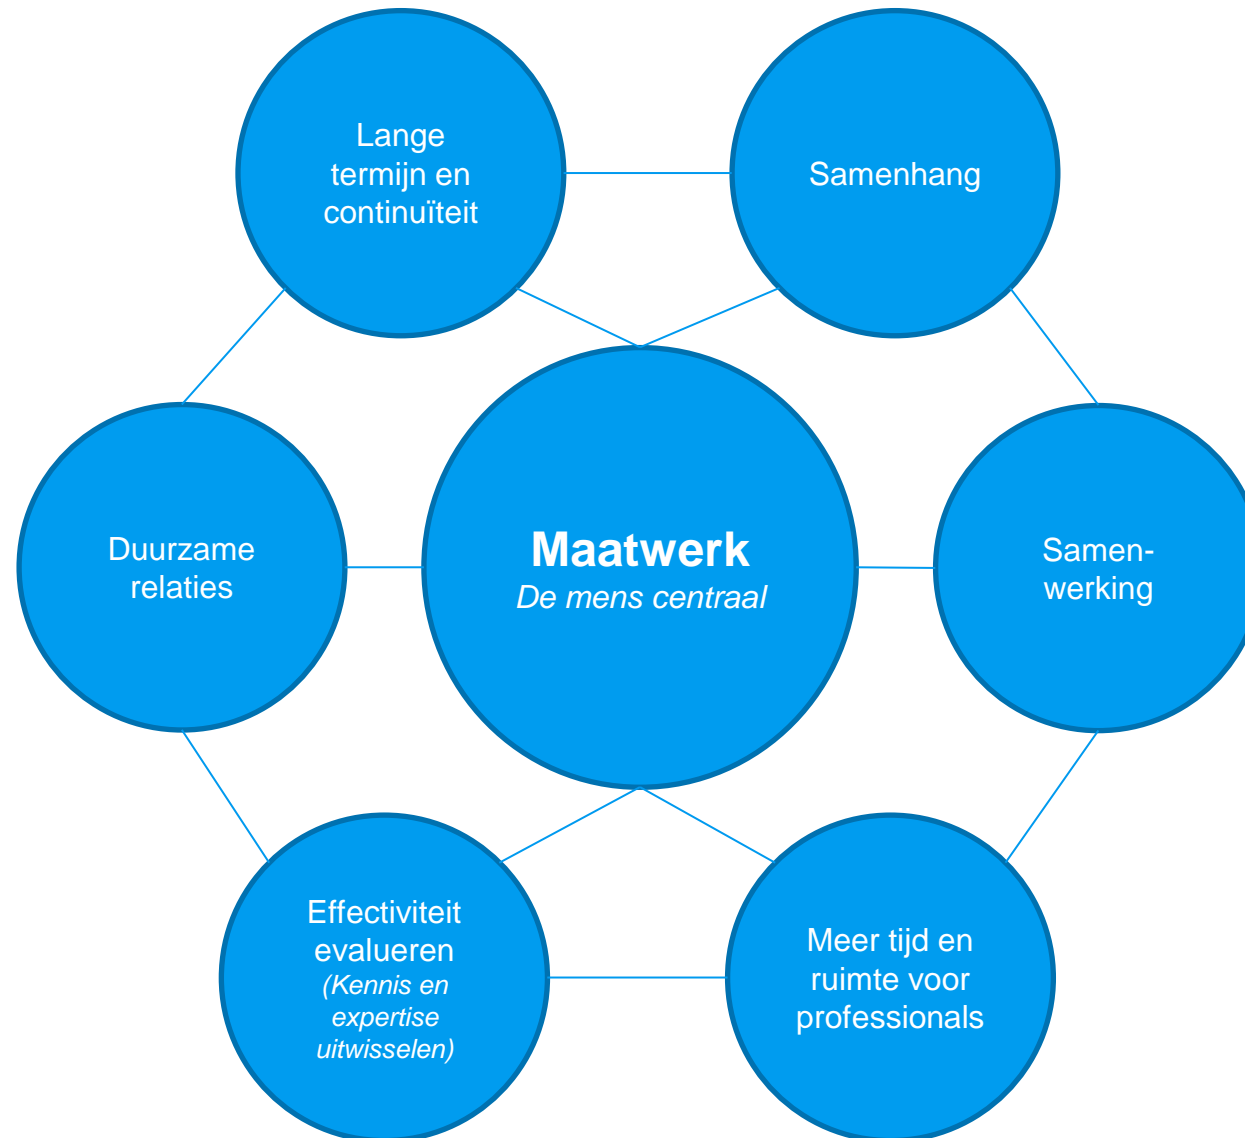 Lange
termijn en
continuïteit
Samenhang
Duurzame
relaties
Maatwerk
De mens centraal
Samen-
werking
Effectiviteit
evalueren
(Kennis en
expertise
uitwisselen)
Meer tijd en
ruimte voor
professionals